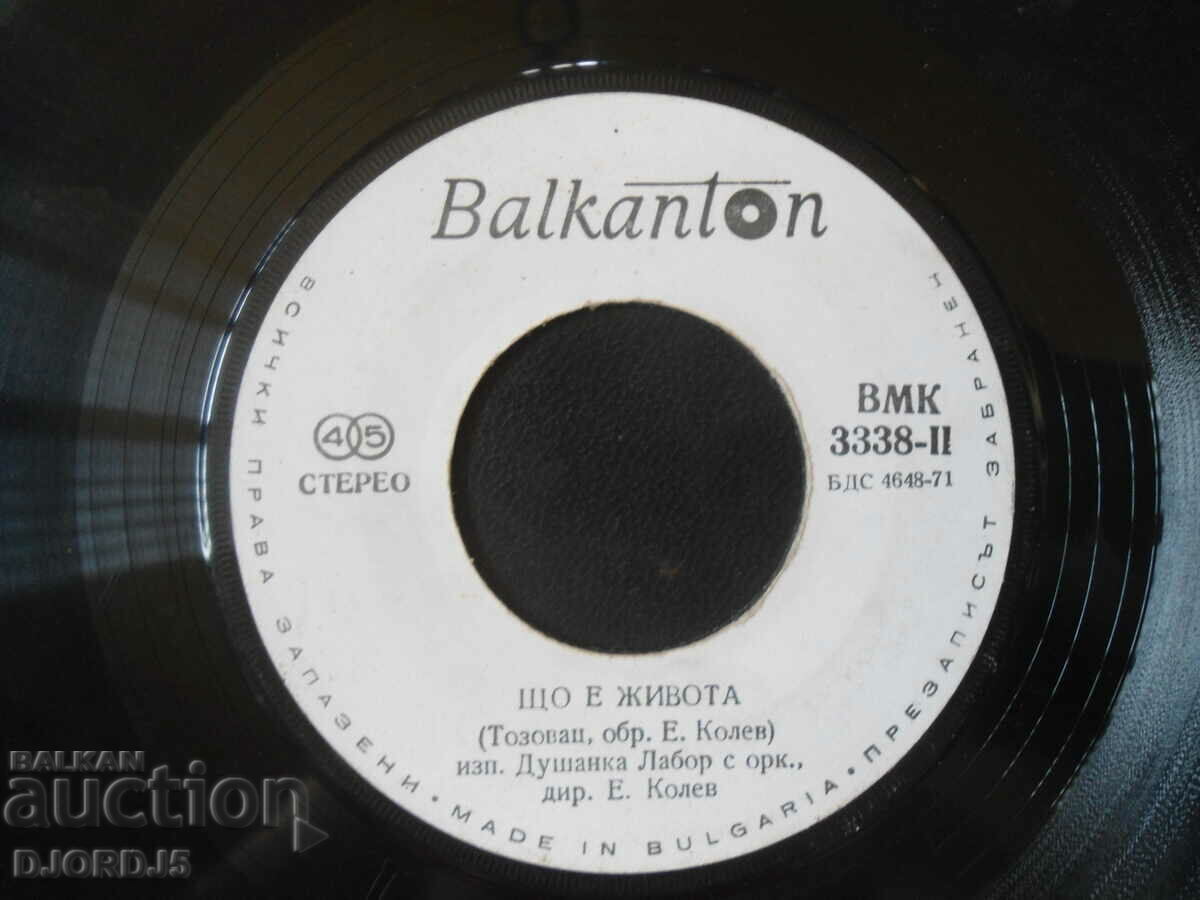 Balkanton
45
СТЕРЕО
ВМК
3338-II
БДС 4648-71
ЩО Е ЖИВОТА
(Тозовац, обр. Е. Колев)
изп. Душанка Лабор с орк.,
дир. Е. Колев
ВСИЧКИ ПРАВА ЗАПАЗЕНИ • MADE IN BULGARIA • ПРЕЗАПИСЪТ ЗАБРАНЕН
BALKAN
auction
DJORDJ5